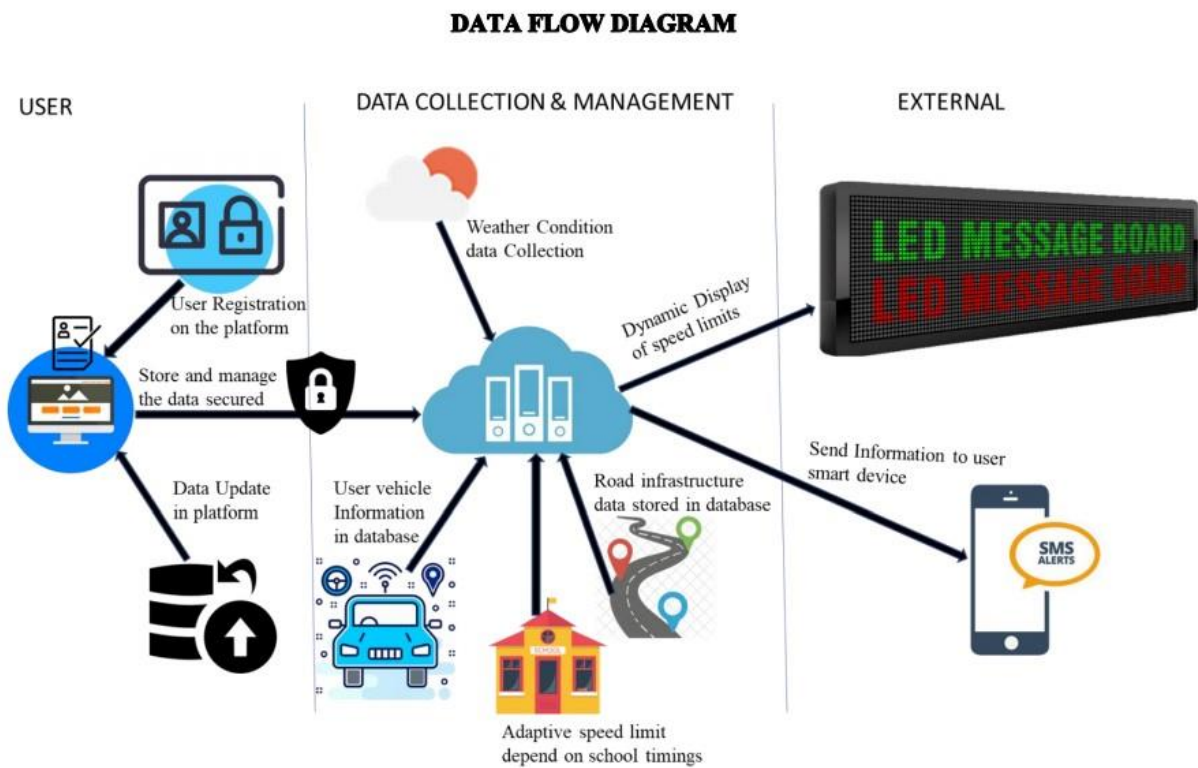 DATA FLOW DIAGRAM
USER
DATA COLLECTION & MANAGEMENT
EXTERNAL
User Registration
on the platform
Store and manage
the data secured
Data Update
in platform
Weather Condition
data Collection
User vehicle
Information
in database
SCHOOL
Adaptive speed limit
depend on school timings
Road infrastructure
data stored in database
Dynamic Display
of speed limits
LED MESSAGE BOARD
LED MESSAGE BOARD
Send Information to user
smart device
SMS
ALERTS